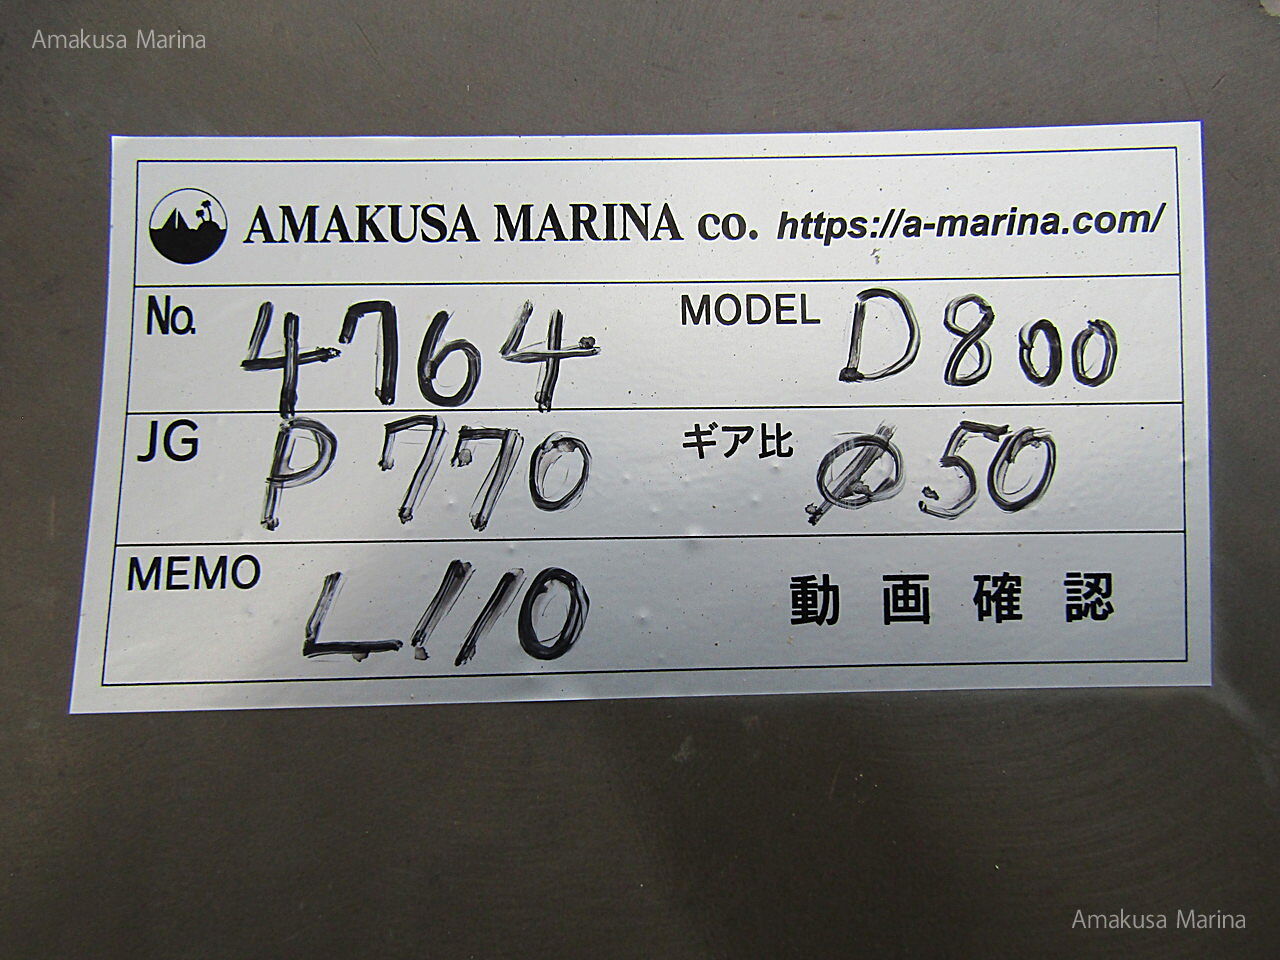 Amakusa Marina
AMAKUSA MARINA co. https://a-marina.com/
No. 4764 MODEL D800
JG P770 ギア比 φ50
MEMO L110 動画確認
Amakusa Marina